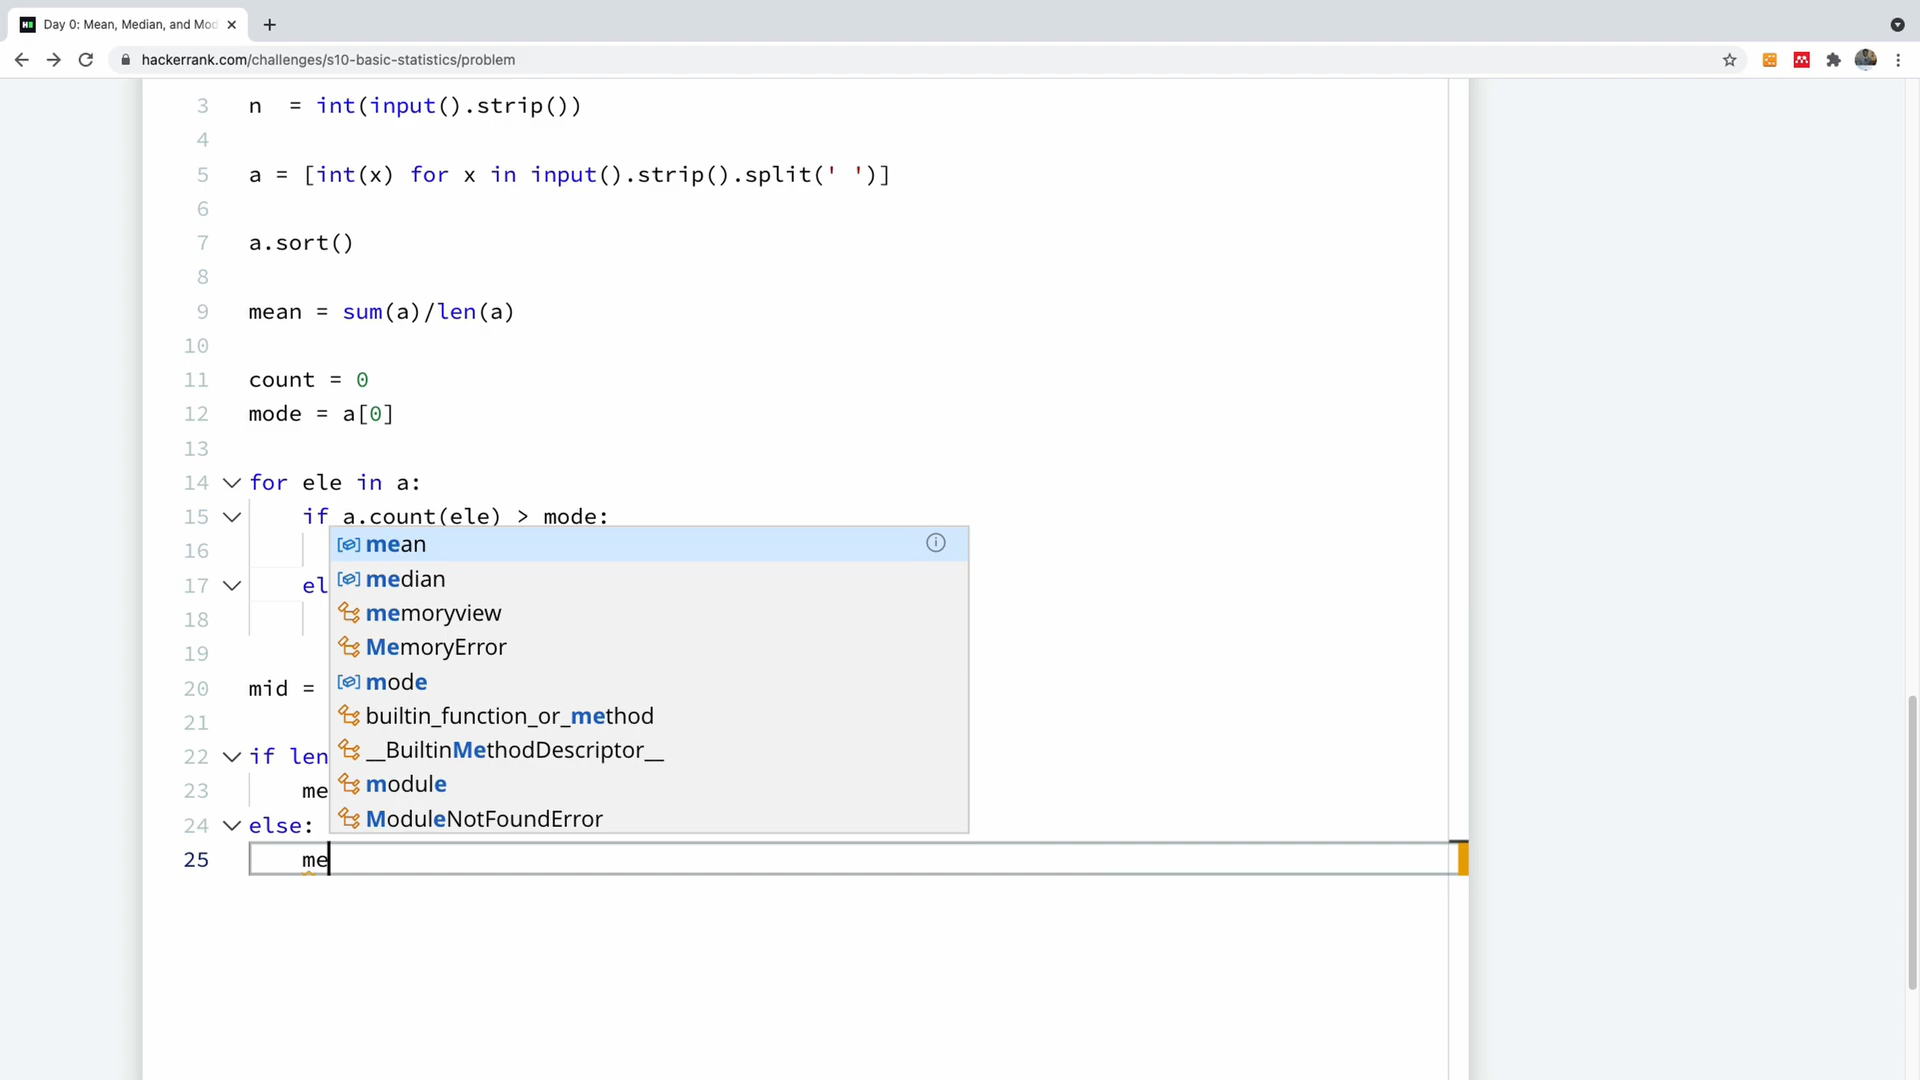 Day 0: Mean, Median, and Mod
hackerrank.com/challenges/s10-basic-statistics/problem
3 n = int(input().strip())
4
5 a = [int(x) for x in input().strip().split(' ')]
6
7 a.sort()
8
9 mean = sum(a)/len(a)
10
11 count = 0
12 mode = a[0]
13
14 for ele in a:
15 if a.count(ele) > mode:
16 mean
17 el median
18 memoryview
19 MemoryError
20 mid = mode
21 builtin_function_or_method
22 if len __BuiltinMethodDescriptor__
23 me module
24 else: ModuleNotFoundError
25 me